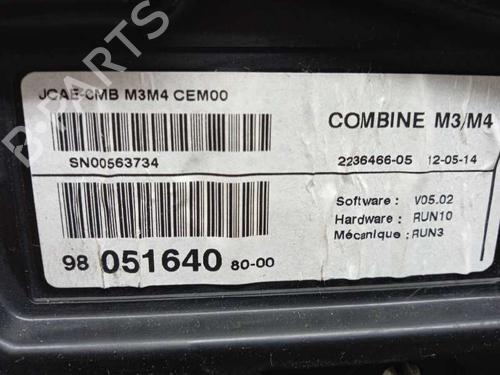 B-PARTS
JCAE-CMB M3M4 CEM00
COMBINE M3/M4
SN00563734
2236466-05 12-05-14
Software : V05.02
Hardware : RUN10
Mécanique : RUN3
98 051640 80-00